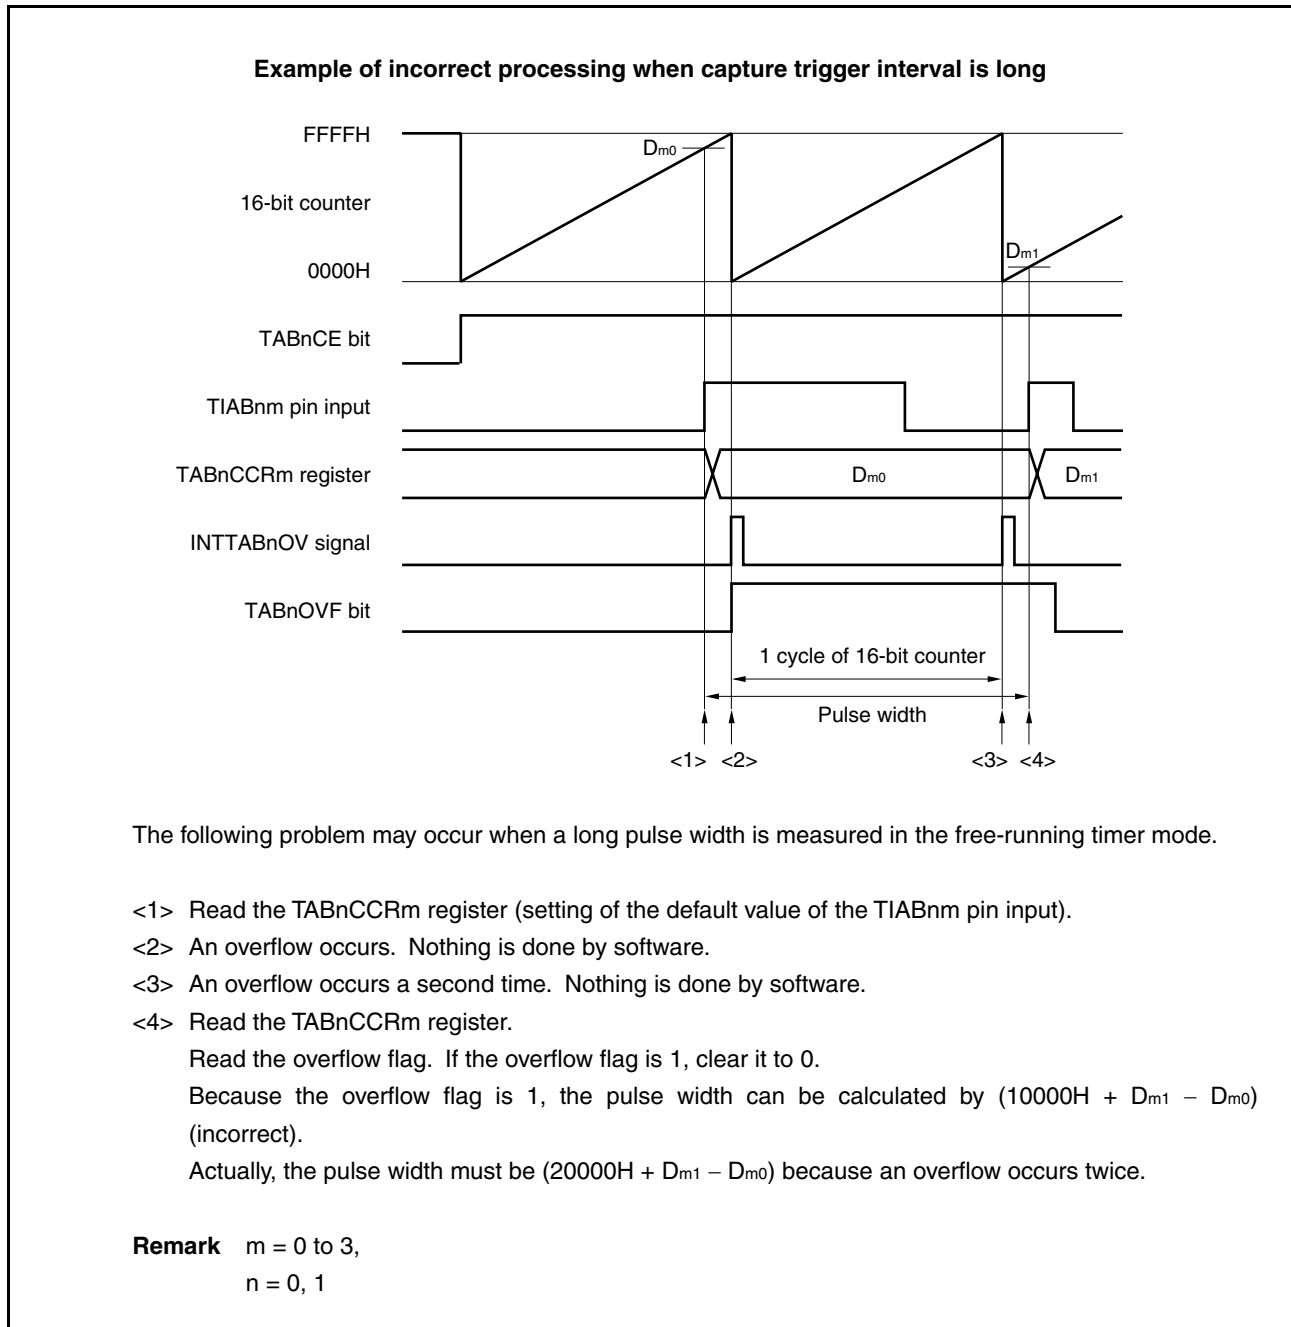 Example of incorrect processing when capture trigger interval is long
FFFFH
Dm0
16-bit counter
Dm1
0000H
TABnCE bit
TIABnm pin input
TABnCCRm register
Dm0
Dm1
INTTABnOV signal
TABnOVF bit
1 cycle of 16-bit counter
Pulse width
<1> <2> <3> <4>
The following problem may occur when a long pulse width is measured in the free-running timer mode.
<1> Read the TABnCCRm register (setting of the default value of the TIABnm pin input).
<2> An overflow occurs. Nothing is done by software.
<3> An overflow occurs a second time. Nothing is done by software.
<4> Read the TABnCCRm register.
Read the overflow flag. If the overflow flag is 1, clear it to 0.
Because the overflow flag is 1, the pulse width can be calculated by (10000H + Dm1 − Dm0)
(incorrect).
Actually, the pulse width must be (20000H + Dm1 − Dm0) because an overflow occurs twice.
Remark m = 0 to 3,
n = 0, 1